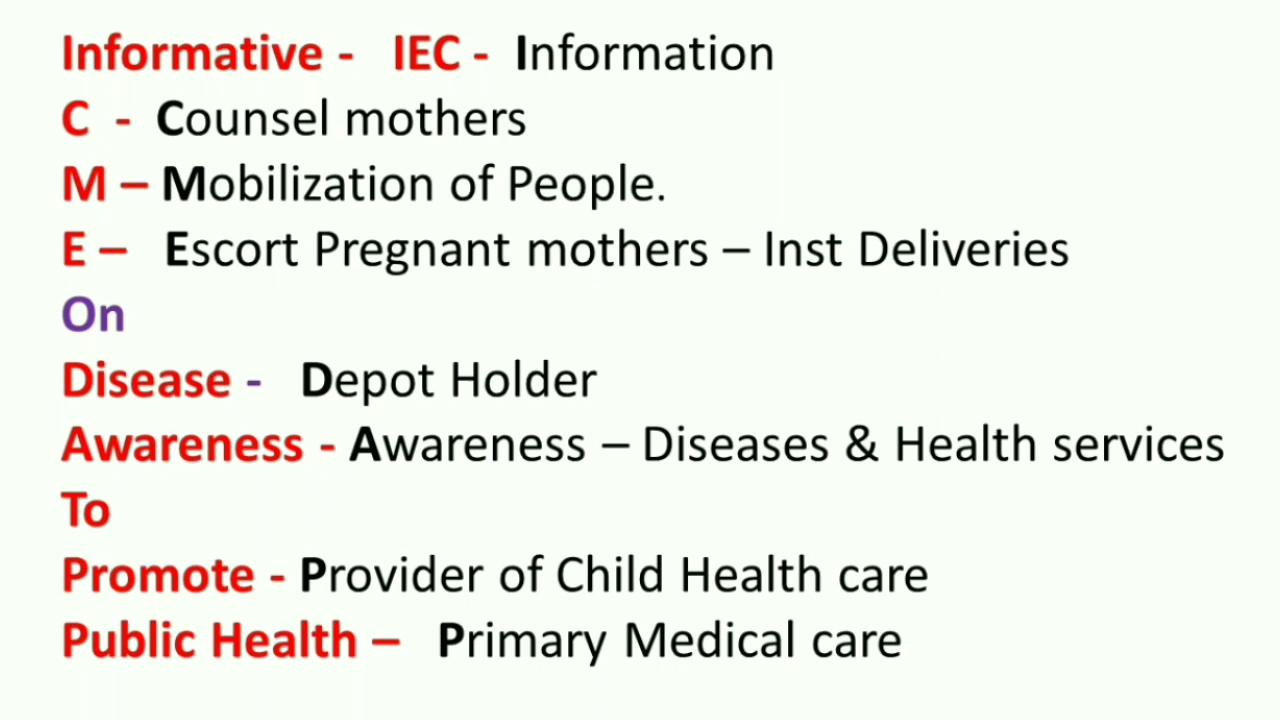 Informative - IEC - Information
C - Counsel mothers
M – Mobilization of People.
E – Escort Pregnant mothers – Inst Deliveries
On
Disease - Depot Holder
Awareness - Awareness – Diseases & Health services
To
Promote - Provider of Child Health care
Public Health – Primary Medical care